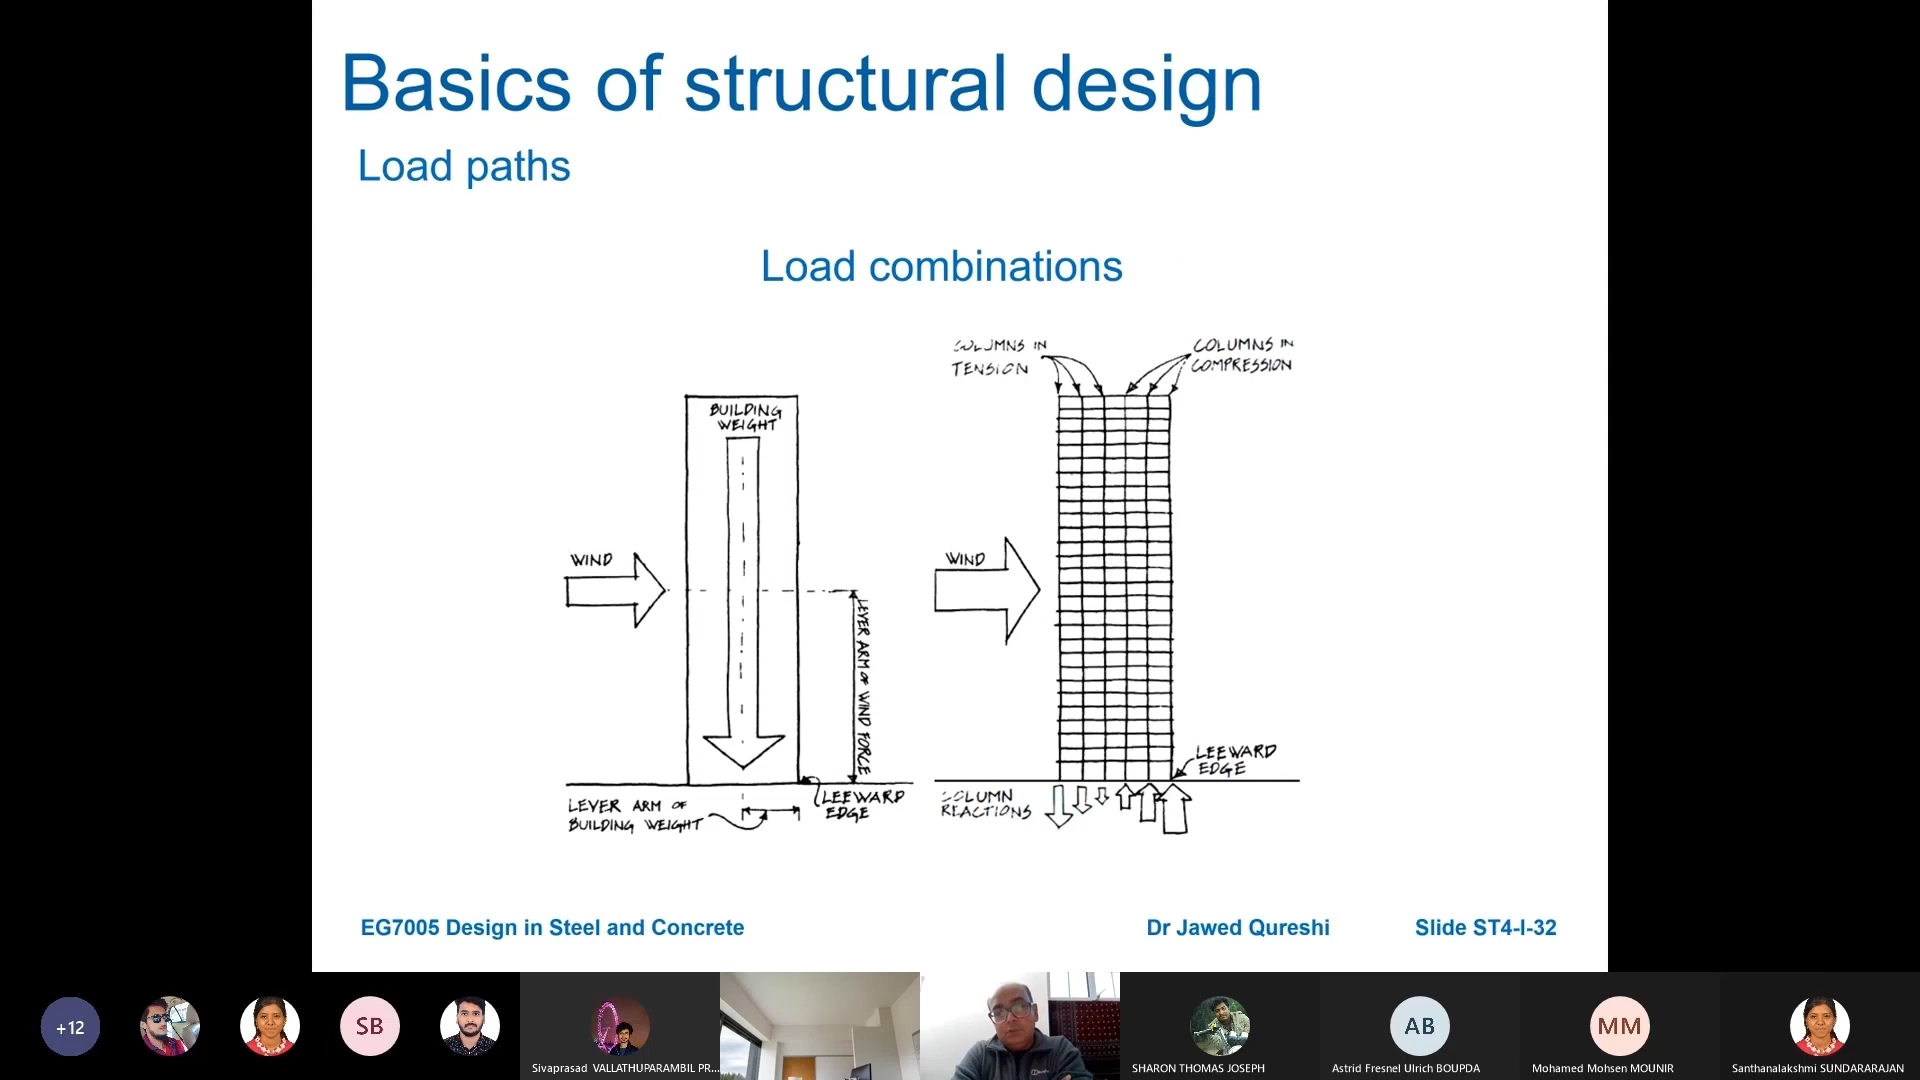 Basics of structural design
Load paths
Load combinations
COLUMNS IN
TENSION
COLUMNS IN
COMPRESSION
BUILDING
WEIGHT
WIND
WIND
LEVER ARM OF WIND FORCE
LEEWARD
EDGE
LEVER ARM OF
BUILDING WEIGHT
LEEWARD
EDGE
COLUMN
REACTIONS
EG7005 Design in Steel and Concrete
Dr Jawed Qureshi
Slide ST4-I-32
+12
SB
AB
MM
Sivaprasad VALLATHUPARAMBIL PR...
SHARON THOMAS JOSEPH
Astrid Fresnel Ulrich BOUPDA
Mohamed Mohsen MOUNIR
Santhanalakshmi SUNDARARAJAN